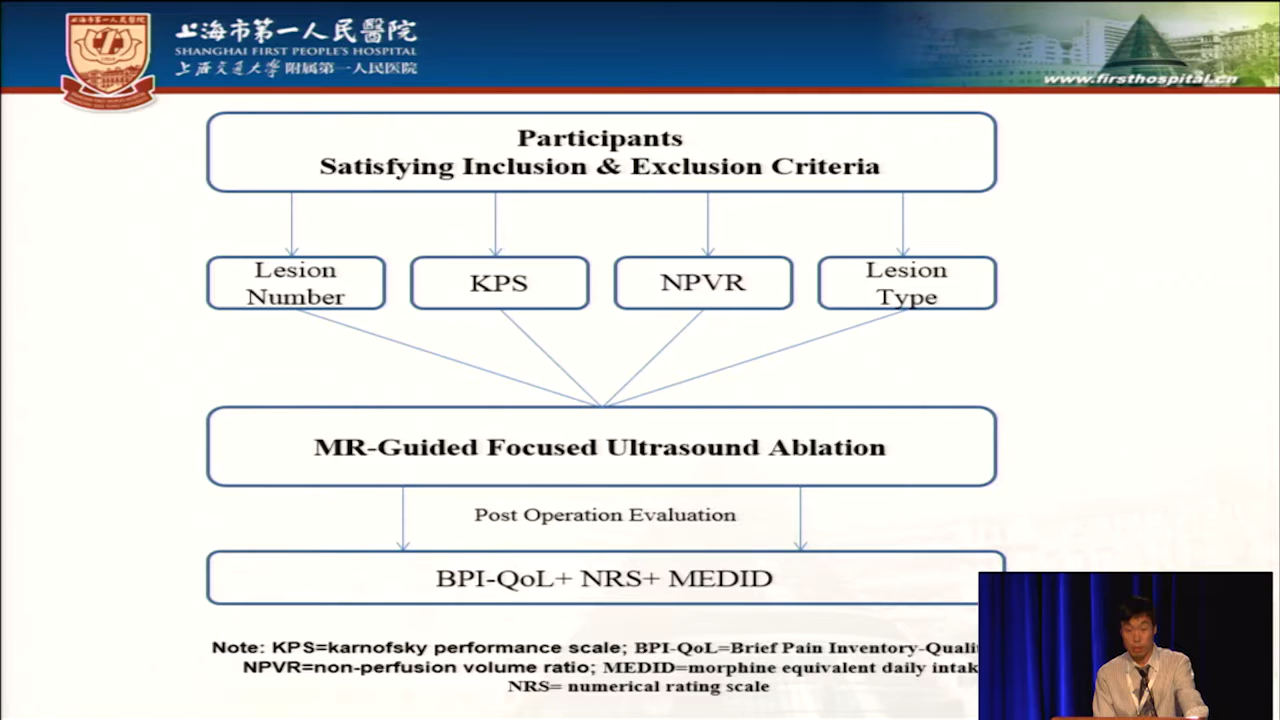 上海市第一人民醫院
SHANGHAI FIRST PEOPLE'S HOSPITAL
上海交通大学附属第一人民医院
www.firsthospital.cn
Participants
Satisfying Inclusion & Exclusion Criteria
Lesion
Number
KPS
NPVR
Lesion
Type
MR-Guided Focused Ultrasound Ablation
Post Operation Evaluation
BPI-QoL+ NRS+ MEDID
Note: KPS=karnofsky performance scale; BPI-QoL=Brief Pain Inventory-Quali
NPVR=non-perfusion volume ratio; MEDID=morphine equivalent daily intak
NRS= numerical rating scale